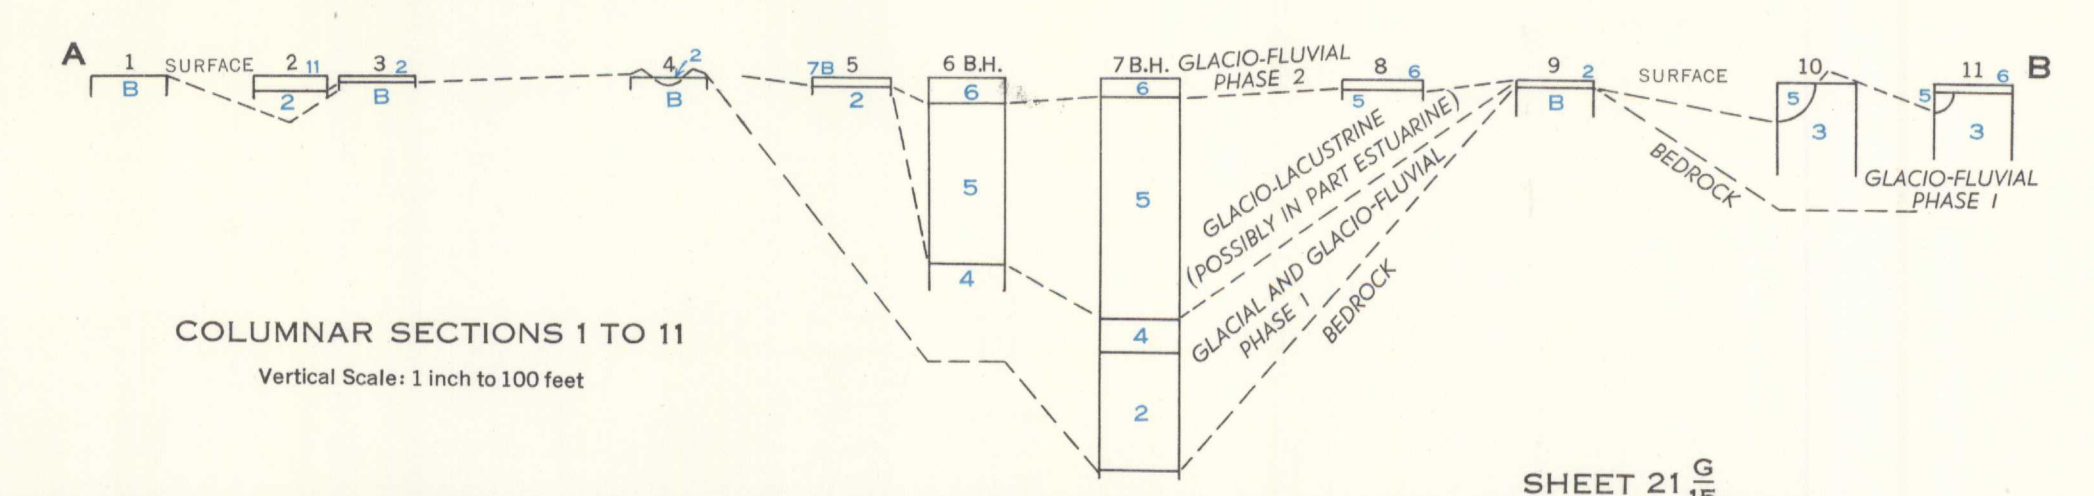 A
1
SURFACE
2 11
3 2
4 2
7B 5
6 B.H.
7 B.H.
GLACIO-FLUVIAL
PHASE 2
8 6
9 2
SURFACE
10
11 6
B
B
2
B
B
2
6
6
5
B
5
3
5
3
5
5
4
4
2
GLACIO-LACUSTRINE
(POSSIBLY IN PART ESTUARINE)
GLACIAL AND GLACIO-FLUVIAL
PHASE I
BEDROCK
BEDROCK
GLACIO-FLUVIAL
PHASE I
COLUMNAR SECTIONS 1 TO 11
Vertical Scale: 1 inch to 100 feet
SHEET 21 G